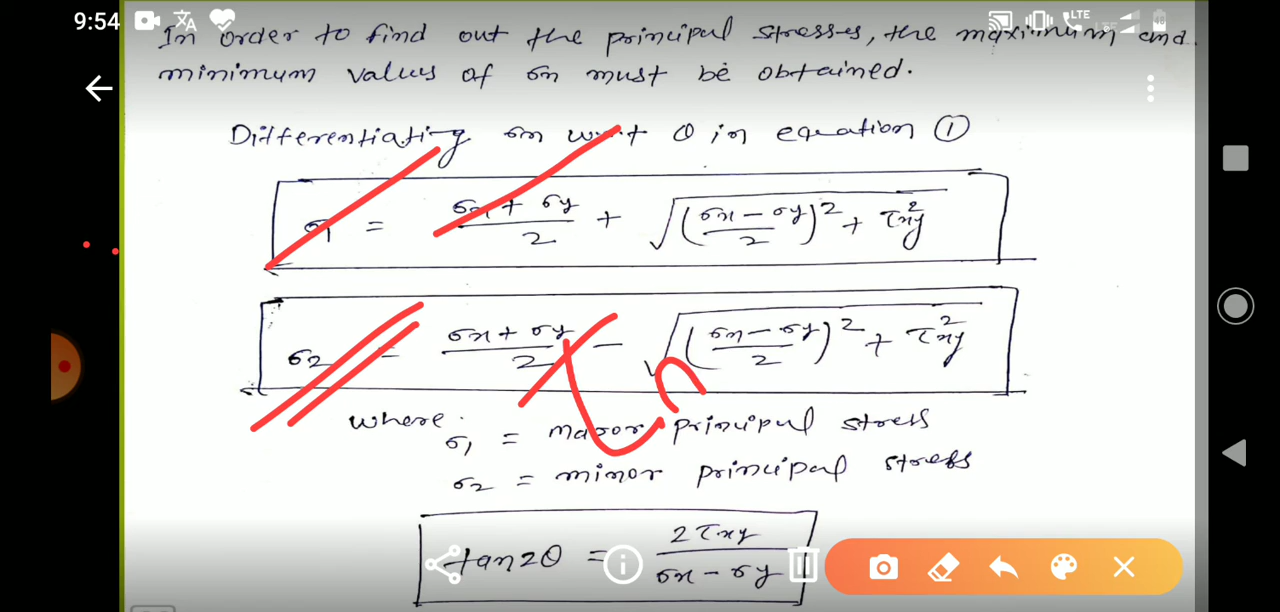 9:54 LTE
In order to find out the principal stresses, the maximum and
minimum values of σn must be obtained.
Differentiating σn w.r.t θ in equation ①
σ1 = σx + σy / 2 + √((σx - σy / 2)² + τxy²)
σ2 = σx + σy / 2 - √((σx - σy / 2)² + τxy²)
where σ1 = major principal stress
σ2 = minor principal stress
tan2θ = 2τxy / σx - σy